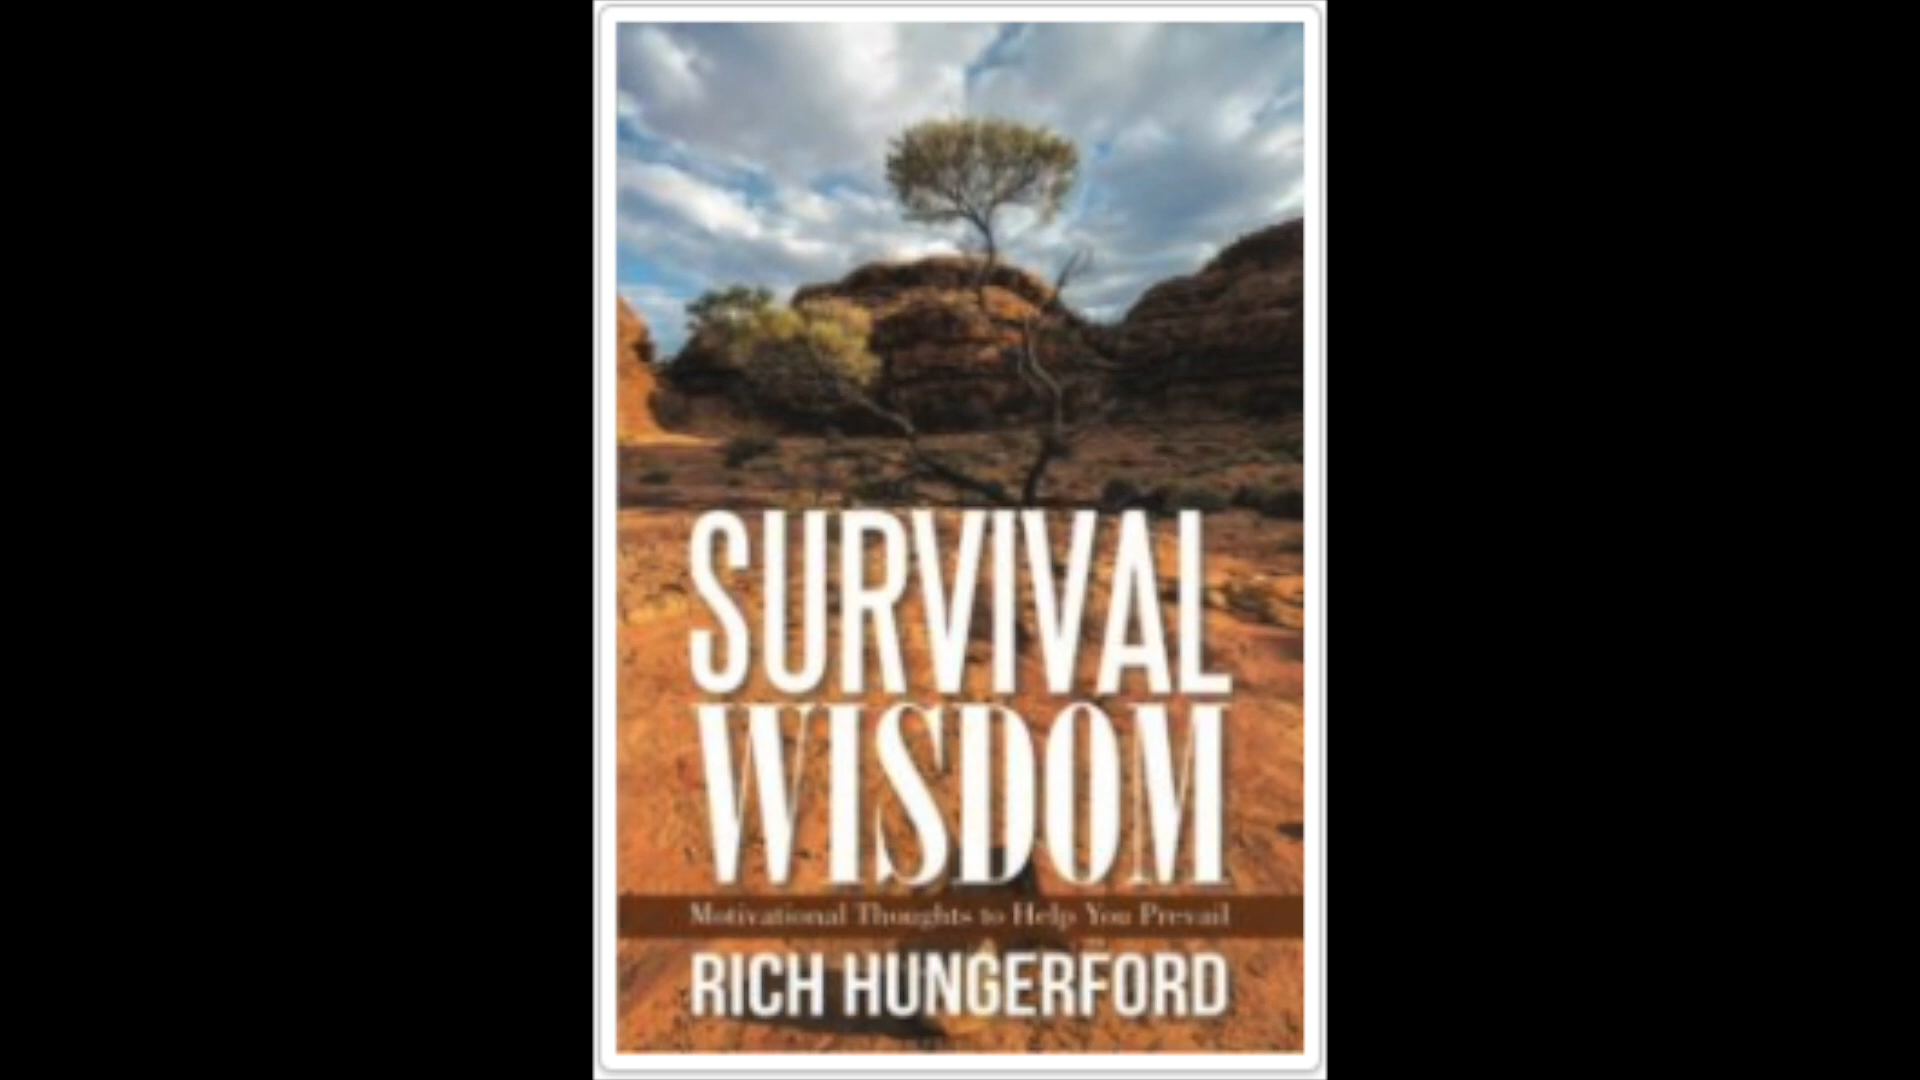 SURVIVAL
WISDOM
Motivational Thoughts to Help You Prevail
RICH HUNGERFORD